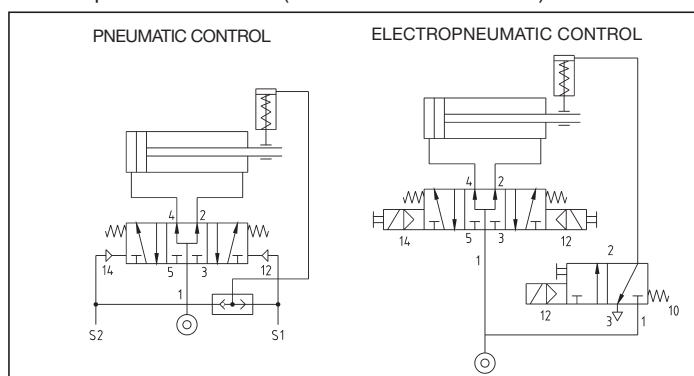 PNEUMATIC CONTROL
ELECTROPNEUMATIC CONTROL
4 2
14 5 3 12
1
S2 S1
4 2
14 5 3 12
1
2
12 3 1 10